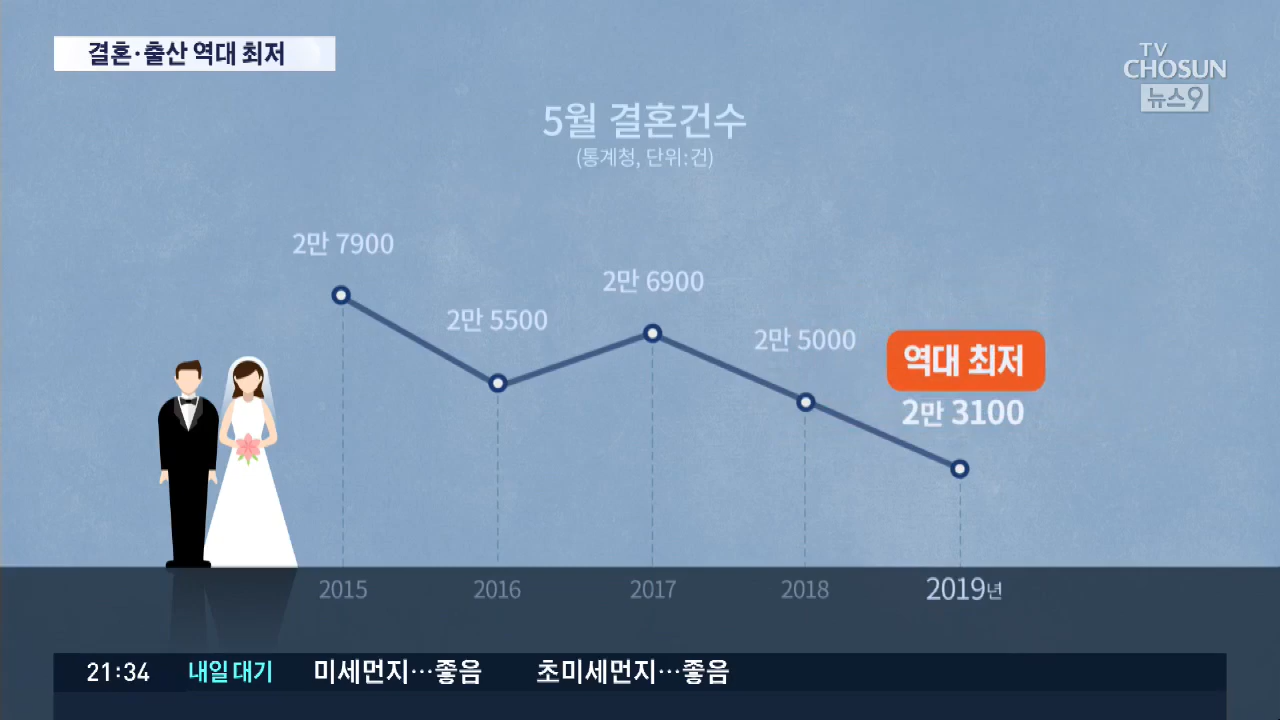 결혼·출산 역대 최저
TV
CHOSUN
뉴스9
5월 결혼건수
(통계청, 단위:건)
2만 7900
2만 5500
2만 6900
2만 5000
역대 최저
2만 3100
2015 2016 2017 2018 2019년
21:34 내일 대기 미세먼지…좋음 초미세먼지…좋음